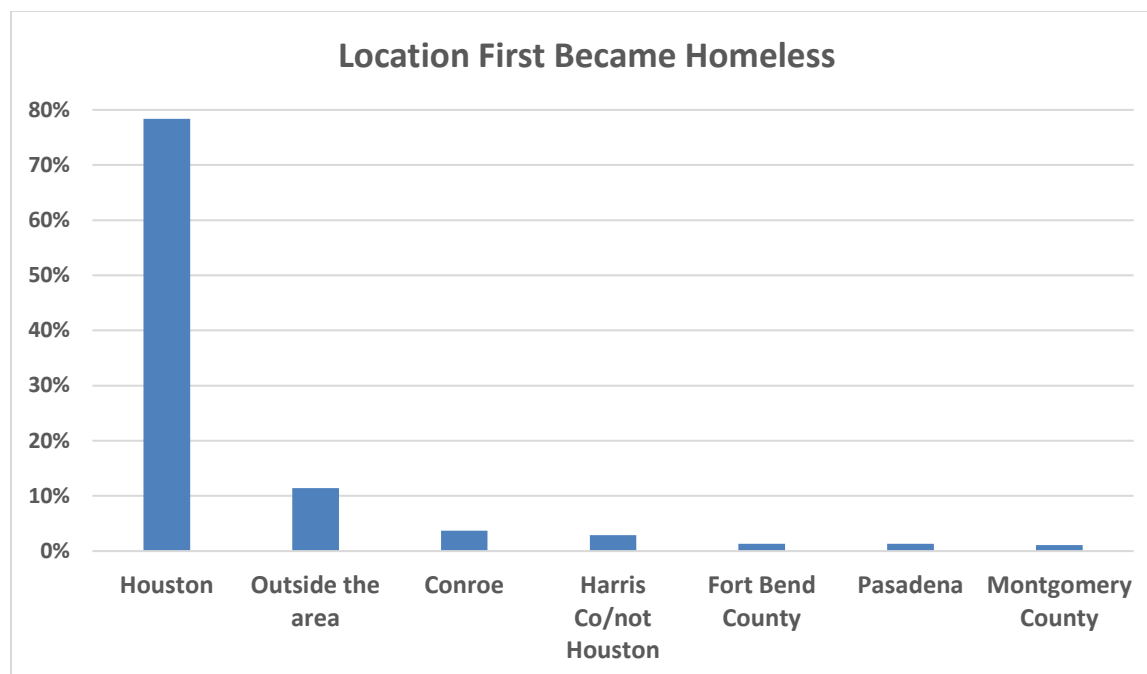 Location First Became Homeless
80%
70%
60%
50%
40%
30%
20%
10%
0%
Houston
Outside the
area
Conroe
Harris
Co/not
Houston
Fort Bend
County
Pasadena
Montgomery
County